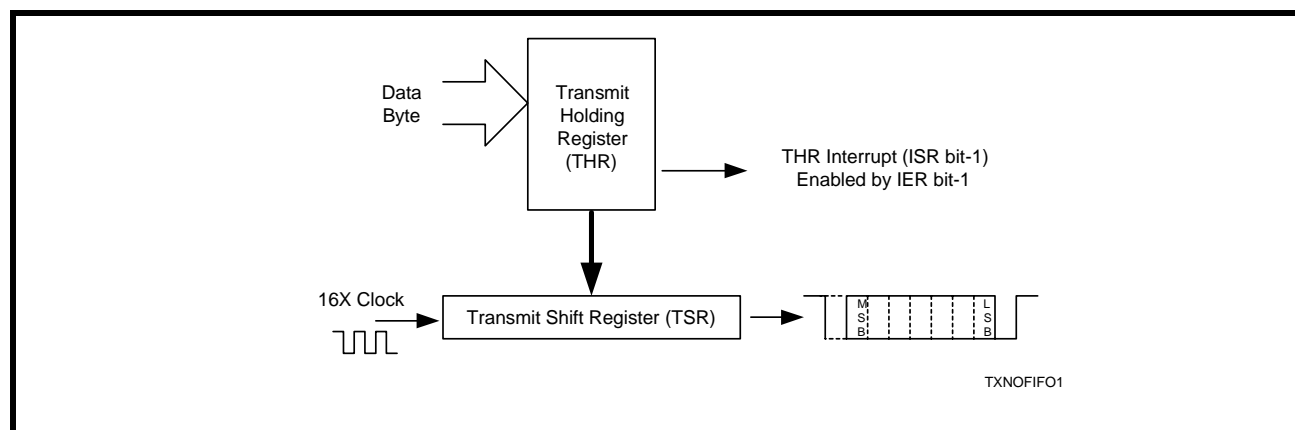 Data
Byte
Transmit
Holding
Register
(THR)
THR Interrupt (ISR bit-1)
Enabled by IER bit-1
16X Clock
Transmit Shift Register (TSR)
M
S
B
L
S
B
TXNOFIFO1